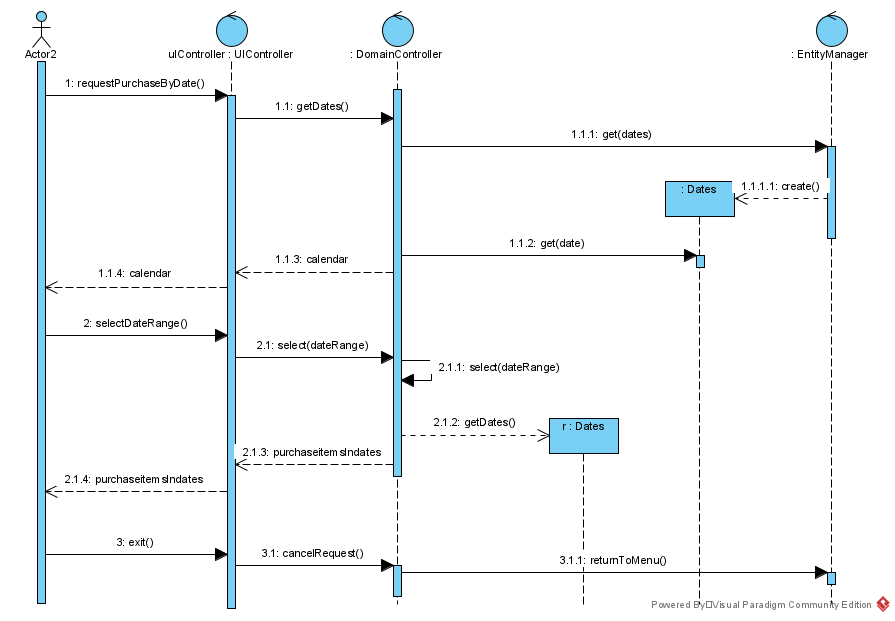 Actor2
uiController : UIController
: DomainController
: EntityManager
1: requestPurchaseByDate()
1.1: getDates()
1.1.1: get(dates)
1.1.1.1: create()
: Dates
1.1.2: get(date)
1.1.3: calendar
1.1.4: calendar
2: selectDateRange()
2.1: select(dateRange)
2.1.1: select(dateRange)
2.1.2: getDates()
r : Dates
2.1.3: purchaseitemsIndates
2.1.4: purchaseitemsIndates
3: exit()
3.1: cancelRequest()
3.1.1: returnToMenu()
Powered By Visual Paradigm Community Edition